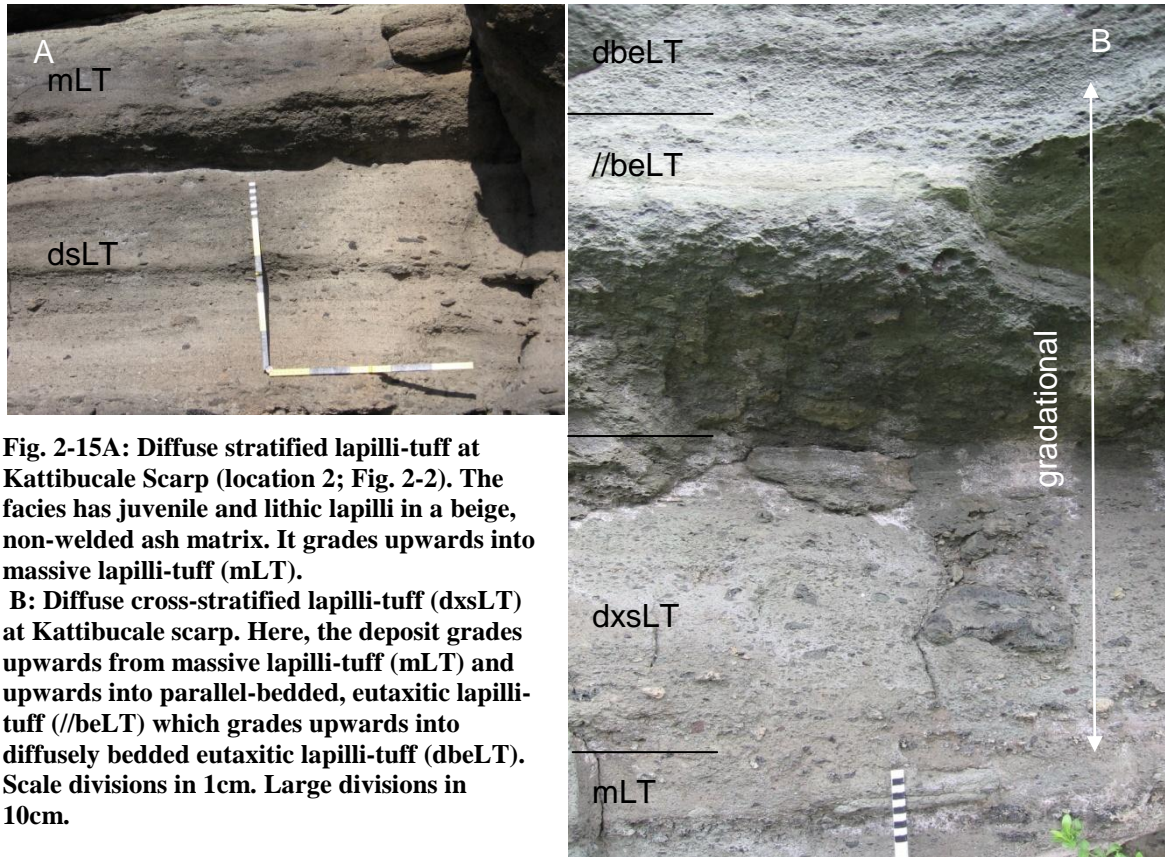 A
mLT
dsLT
Fig. 2-15A: Diffuse stratified lapilli-tuff at
Kattibucale Scarp (location 2; Fig. 2-2). The
facies has juvenile and lithic lapilli in a beige,
non-welded ash matrix. It grades upwards into
massive lapilli-tuff (mLT).
B: Diffuse cross-stratified lapilli-tuff (dxsLT)
at Kattibucale scarp. Here, the deposit grades
upwards from massive lapilli-tuff (mLT) and
upwards into parallel-bedded, eutaxitic lapilli-
tuff (//beLT) which grades upwards into
diffusely bedded eutaxitic lapilli-tuff (dbeLT).
Scale divisions in 1cm. Large divisions in
10cm.
B
dbeLT
//beLT
gradational
dxsLT
mLT